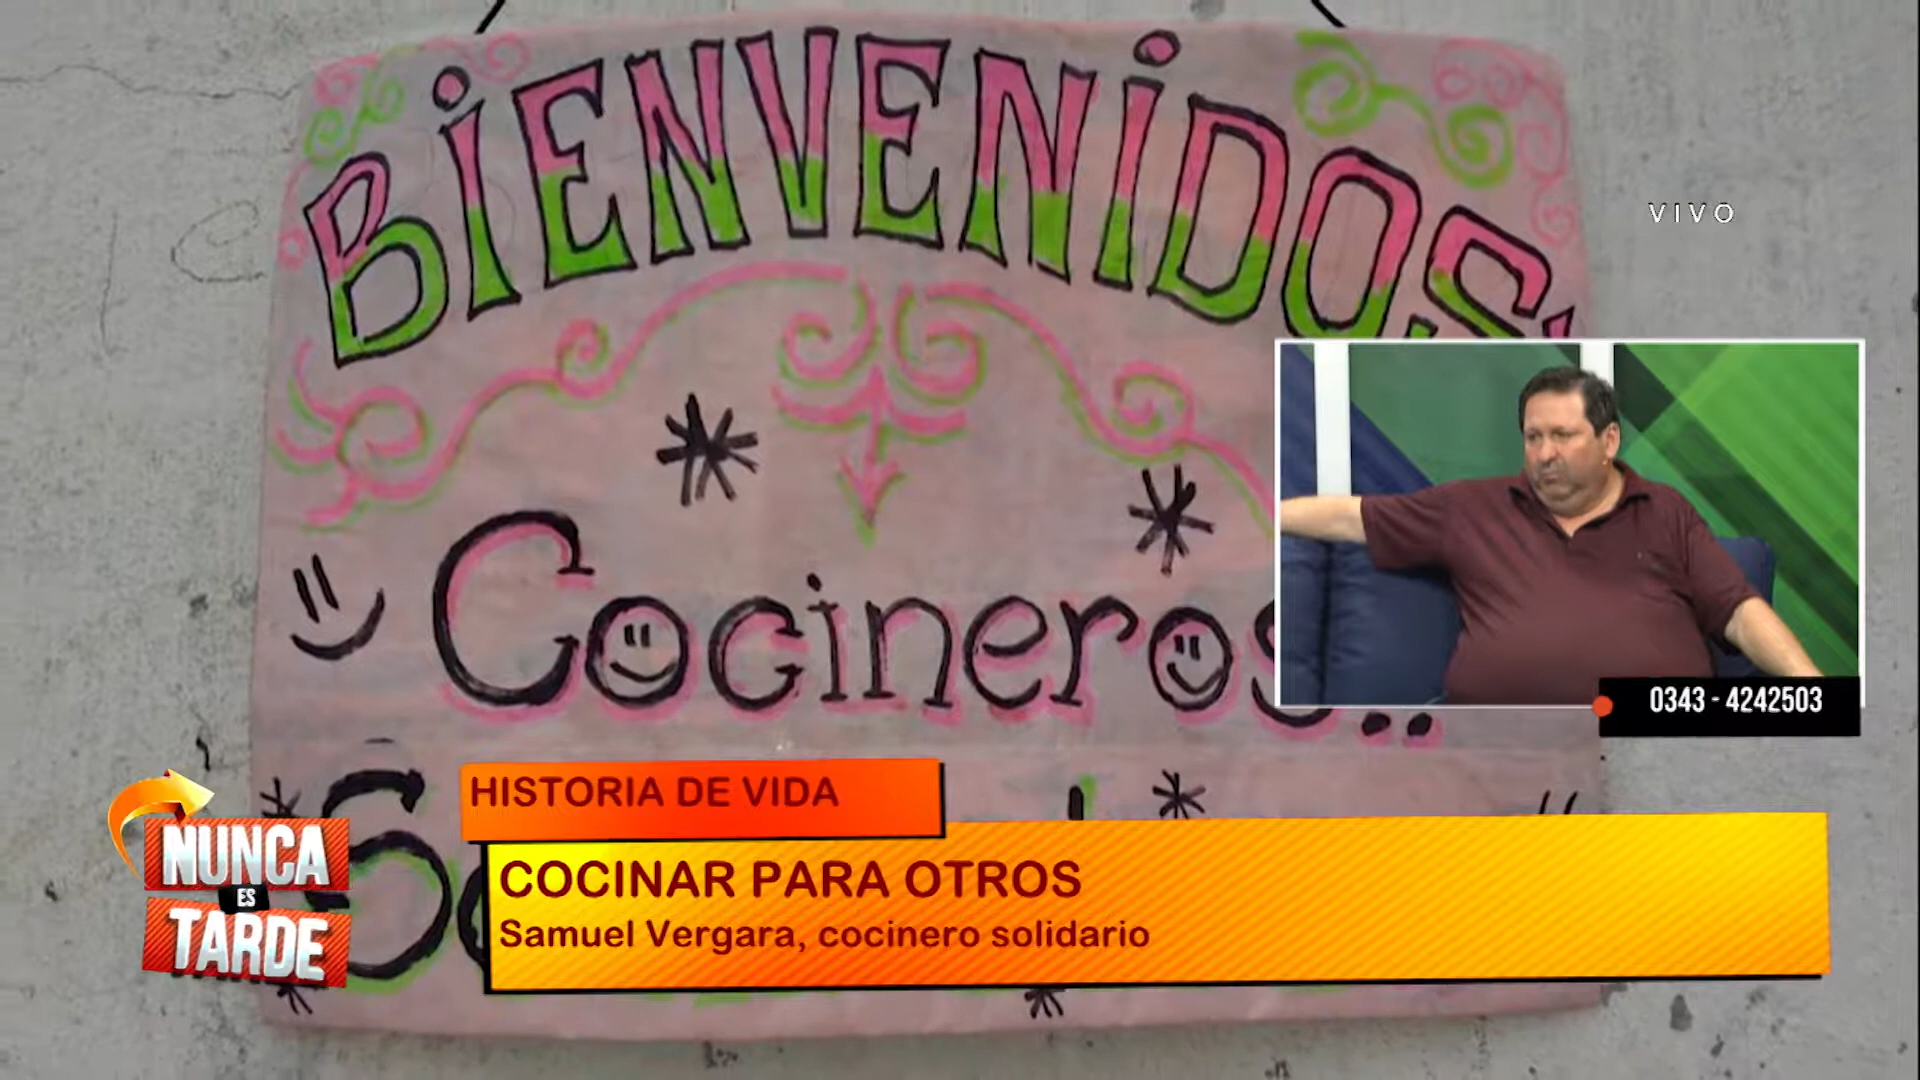 BiENVENiDOS
VIVO
Cocineros..
0343 - 4242503
HISTORIA DE VIDA
NUNCA
ES
TARDE
COCINAR PARA OTROS
Samuel Vergara, cocinero solidario